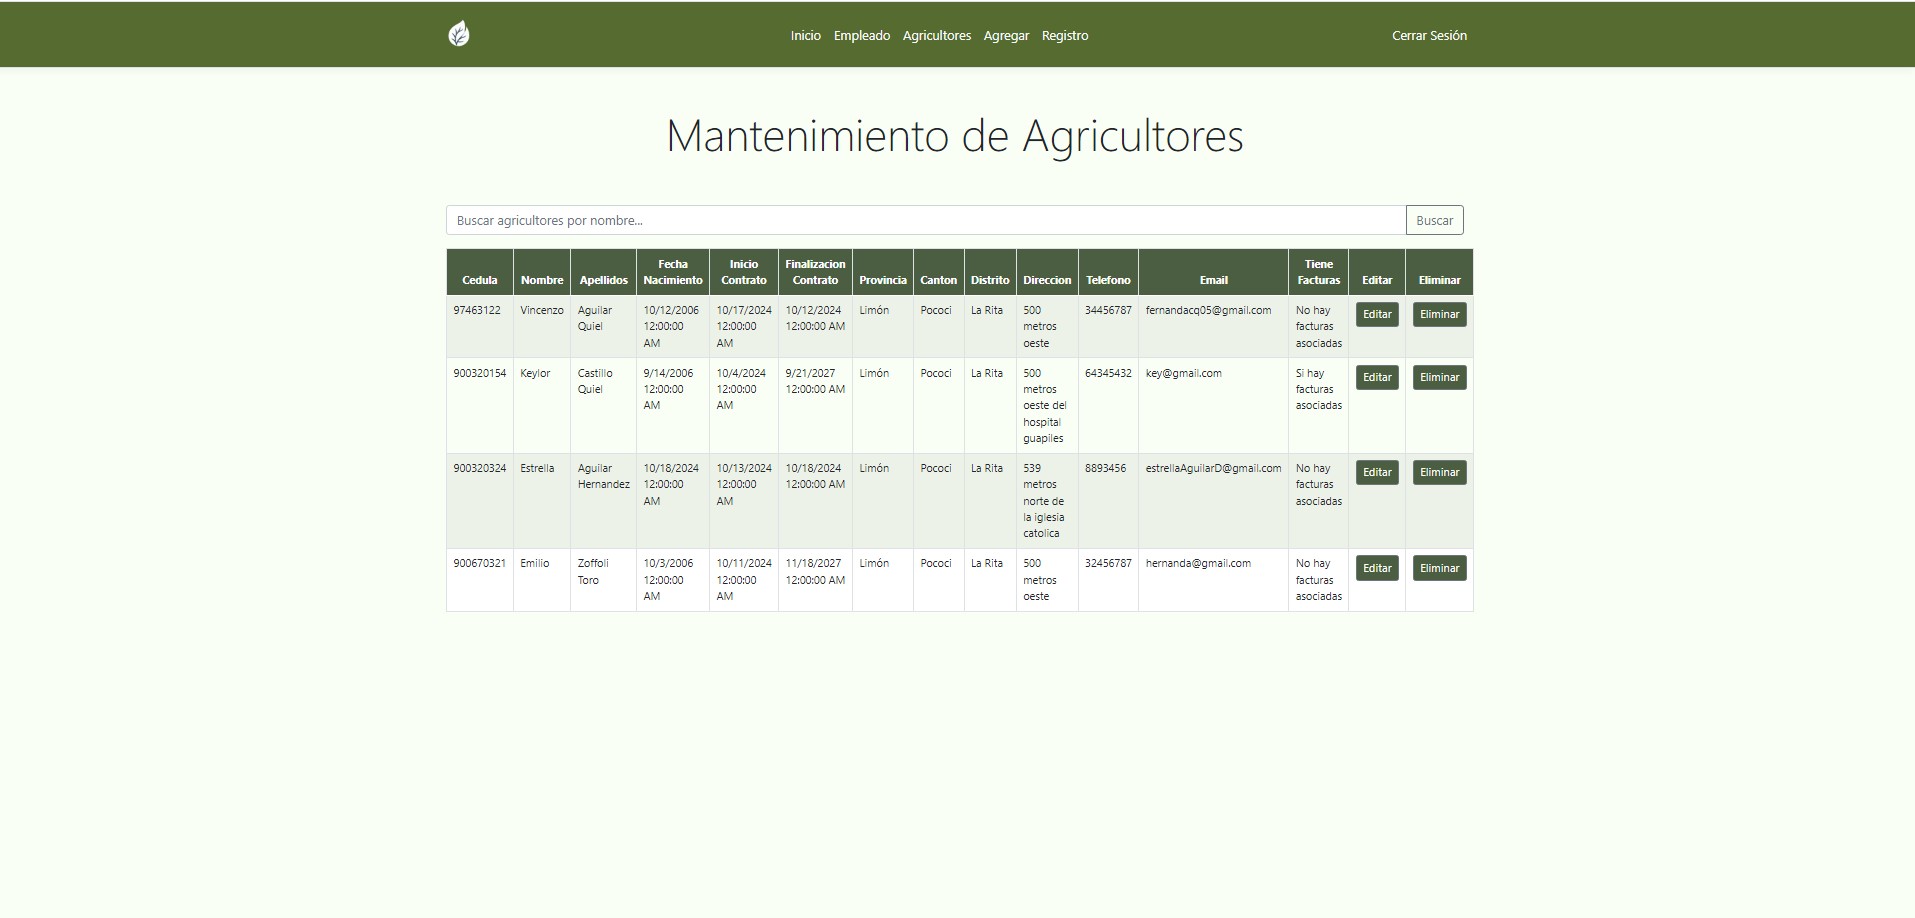 Inicio Empleado Agricultores Agregar Registro Cerrar Sesión
Mantenimiento de Agricultores
Buscar agricultores por nombre... Buscar
Cedula Nombre Apellidos Fecha Nacimiento Inicio Contrato Finalizacion Contrato Provincia Canton Distrito Direccion Telefono Email Tiene Facturas Editar Eliminar
97463122 Vincenzo Aguilar Quiel 10/12/2006 12:00:00 AM 10/17/2024 12:00:00 AM 10/12/2024 12:00:00 AM Limón Pococi La Rita 500 metros oeste 34456787 fernandacq05@gmail.com No hay facturas asociadas Editar Eliminar
900320154 Keylor Castillo Quiel 9/14/2006 12:00:00 AM 10/4/2024 12:00:00 AM 9/21/2027 12:00:00 AM Limón Pococi La Rita 500 metros oeste del hospital guapiles 64345432 key@gmail.com Si hay facturas asociadas Editar Eliminar
900320324 Estrella Aguilar Hernandez 10/18/2024 12:00:00 AM 10/13/2024 12:00:00 AM 10/18/2024 12:00:00 AM Limón Pococi La Rita 539 metros norte de la iglesia catolica 8893456 estrellaAguilarD@gmail.com No hay facturas asociadas Editar Eliminar
900670321 Emilio Zoffoli Toro 10/3/2006 12:00:00 AM 10/11/2024 12:00:00 AM 11/18/2027 12:00:00 AM Limón Pococi La Rita 500 metros oeste 32456787 hernanda@gmail.com No hay facturas asociadas Editar Eliminar